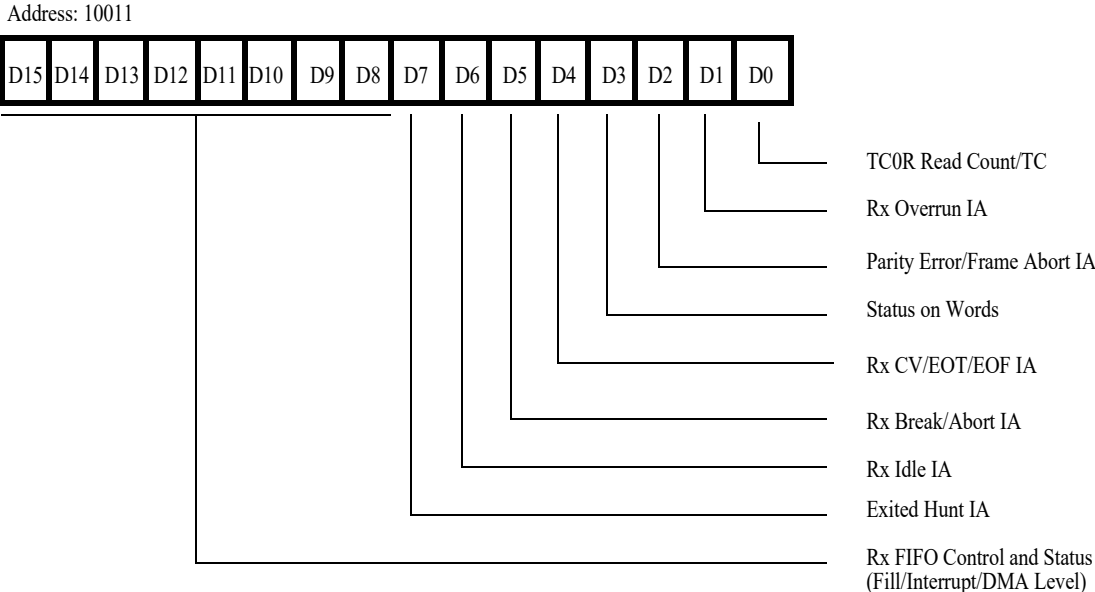 Address: 10011
D15 D14 D13 D12 D11 D10 D9 D8 D7 D6 D5 D4 D3 D2 D1 D0
TC0R Read Count/TC
Rx Overrun IA
Parity Error/Frame Abort IA
Status on Words
Rx CV/EOT/EOF IA
Rx Break/Abort IA
Rx Idle IA
Exited Hunt IA
Rx FIFO Control and Status
(Fill/Interrupt/DMA Level)